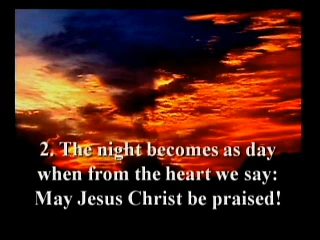 2. The night becomes as day
when from the heart we say:
May Jesus Christ be praised!